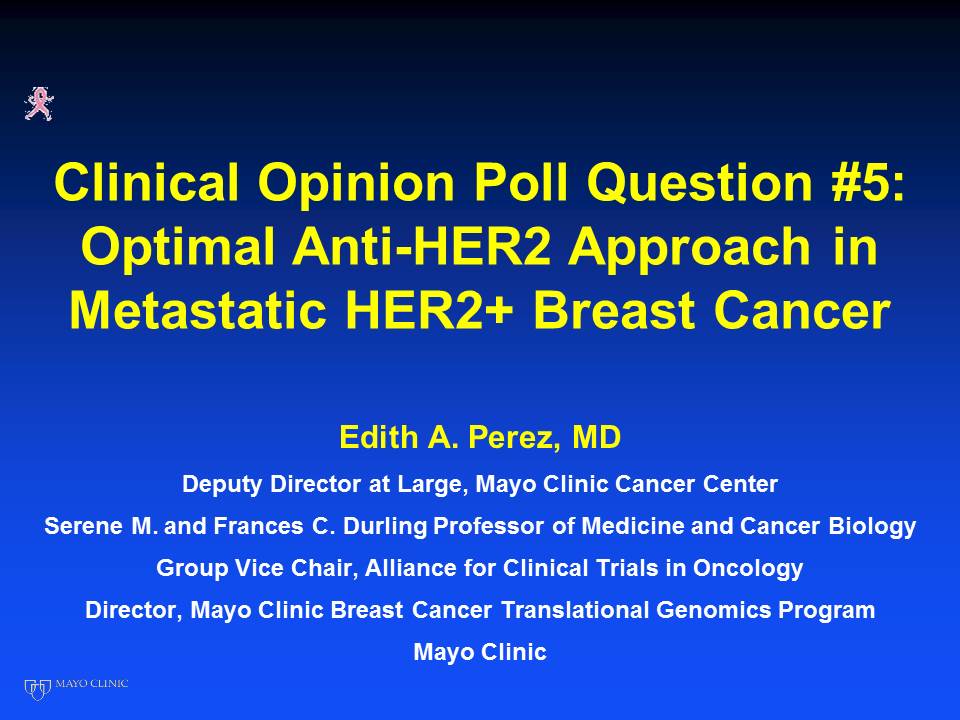 Clinical Opinion Poll Question #5:
Optimal Anti-HER2 Approach in
Metastatic HER2+ Breast Cancer
Edith A. Perez, MD
Deputy Director at Large, Mayo Clinic Cancer Center
Serene M. and Frances C. Durling Professor of Medicine and Cancer Biology
Group Vice Chair, Alliance for Clinical Trials in Oncology
Director, Mayo Clinic Breast Cancer Translational Genomics Program
Mayo Clinic
MAYO CLINIC